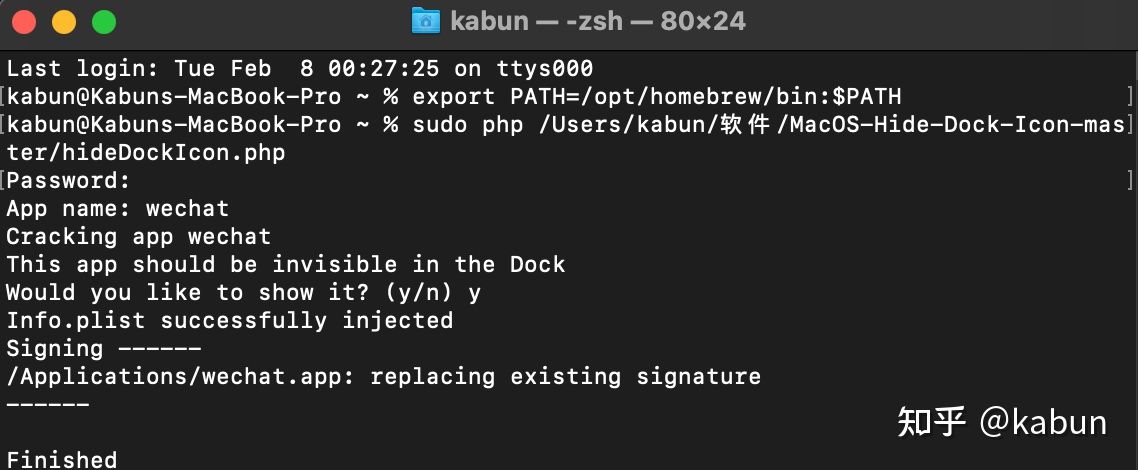 kabun — -zsh — 80×24
Last login: Tue Feb  8 00:27:25 on ttys000
[kabun@Kabuns-MacBook-Pro ~ % export PATH=/opt/homebrew/bin:$PATH ]
[kabun@Kabuns-MacBook-Pro ~ % sudo php /Users/kabun/软件/MacOS-Hide-Dock-Icon-mas]
ter/hideDockIcon.php
[Password: ]
App name: wechat
Cracking app wechat
This app should be invisible in the Dock
Would you like to show it? (y/n) y
Info.plist successfully injected
Signing ------
/Applications/wechat.app: replacing existing signature
------
知乎 @kabun
Finished